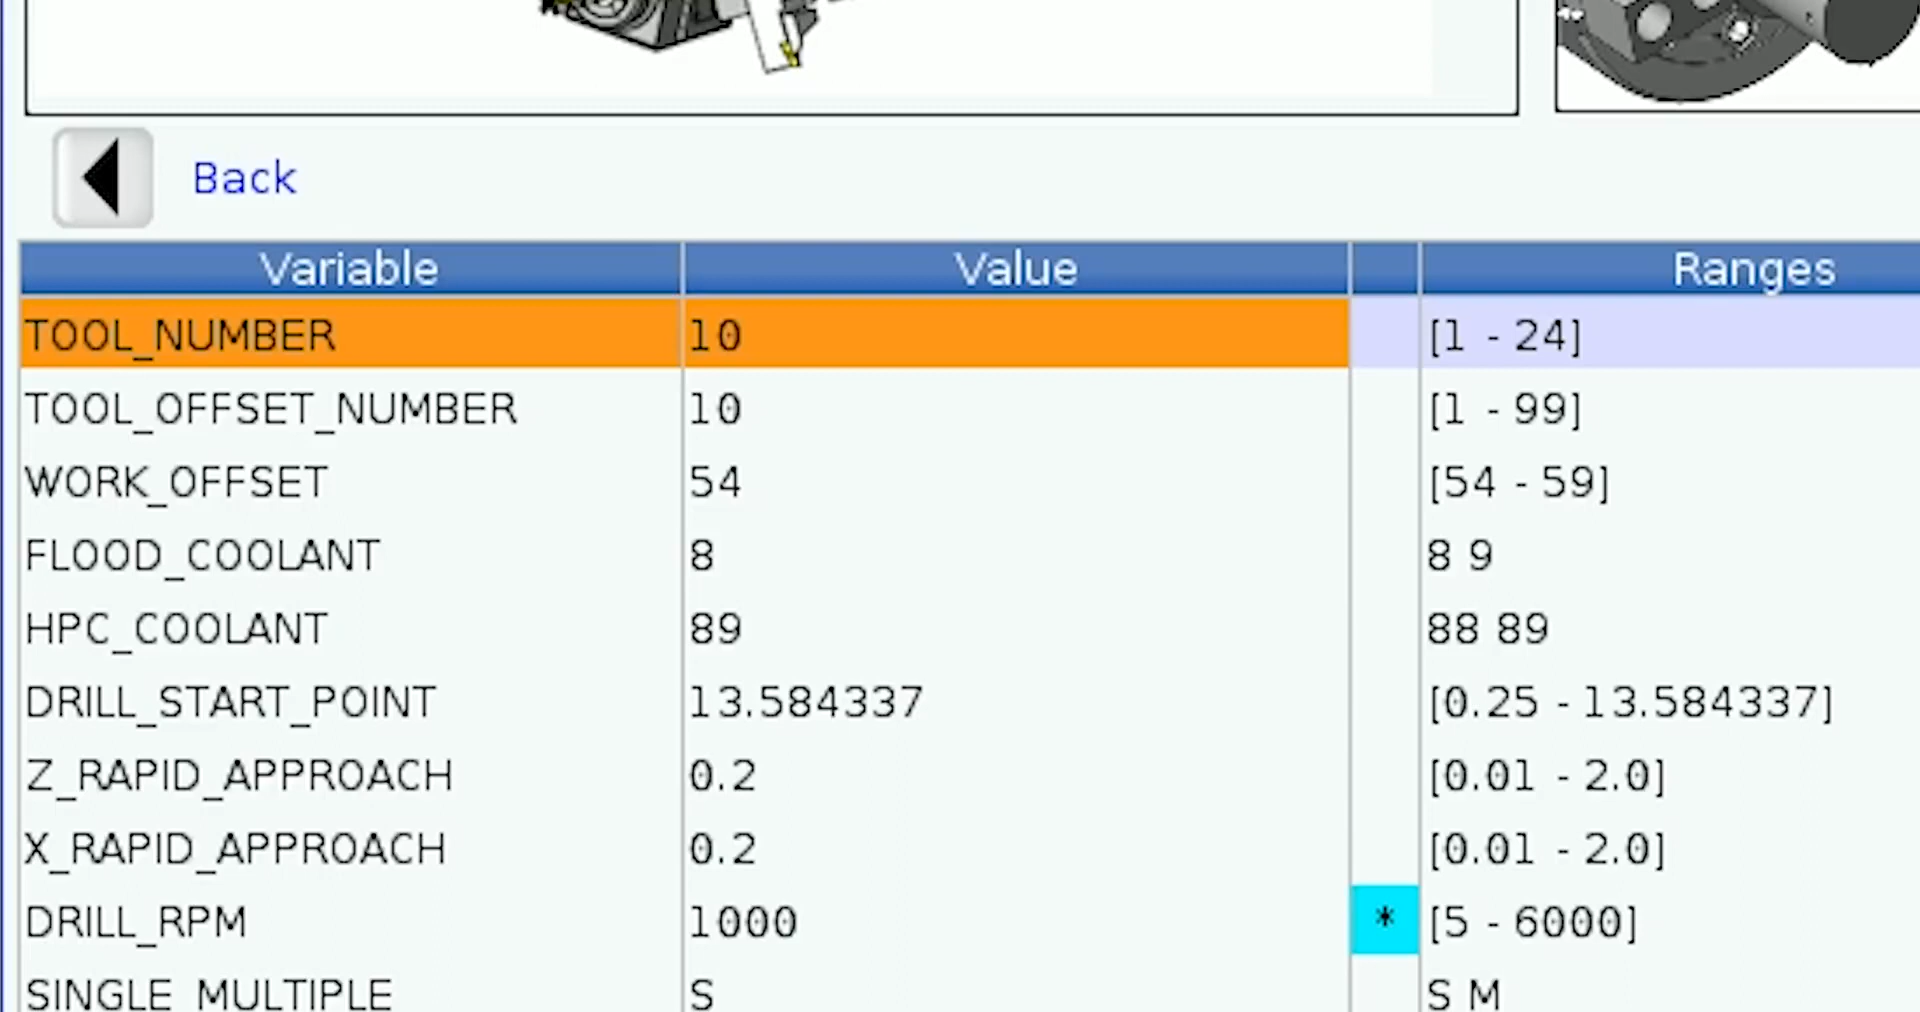 Back
Variable Value Ranges
TOOL_NUMBER 10 [1 - 24]
TOOL_OFFSET_NUMBER 10 [1 - 99]
WORK_OFFSET 54 [54 - 59]
FLOOD_COOLANT 8 8 9
HPC_COOLANT 89 88 89
DRILL_START_POINT 13.584337 [0.25 - 13.584337]
Z_RAPID_APPROACH 0.2 [0.01 - 2.0]
X_RAPID_APPROACH 0.2 [0.01 - 2.0]
DRILL_RPM 1000 * [5 - 6000]
SINGLE_MULTIPLE S S M